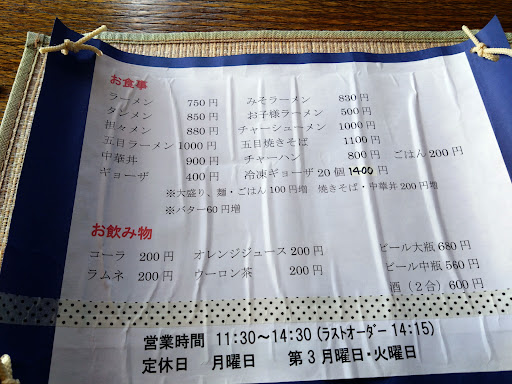 お食事
ラーメン 750円 みそラーメン 830円
タンメン 850円 お子様ラーメン 500円
担々メン 880円 チャーシューメン 1000円
五目ラーメン 1000円 五目焼きそば 1100円
中華丼 900円 チャーハン 800円 ごはん 200円
ギョーザ 400円 冷凍ギョーザ 20個 1400円
※大盛り、麺・ごはん100円増 焼きそば・中華丼200円増
※バター60円増
お飲み物
コーラ 200円 オレンジジュース 200円 ビール大瓶 680円
ラムネ 200円 ウーロン茶 200円 ビール中瓶 560円
酒(2合) 600円
営業時間 11:30～14:30 (ラストオーダー 14:15)
定休日 月曜日 第3月曜日・火曜日